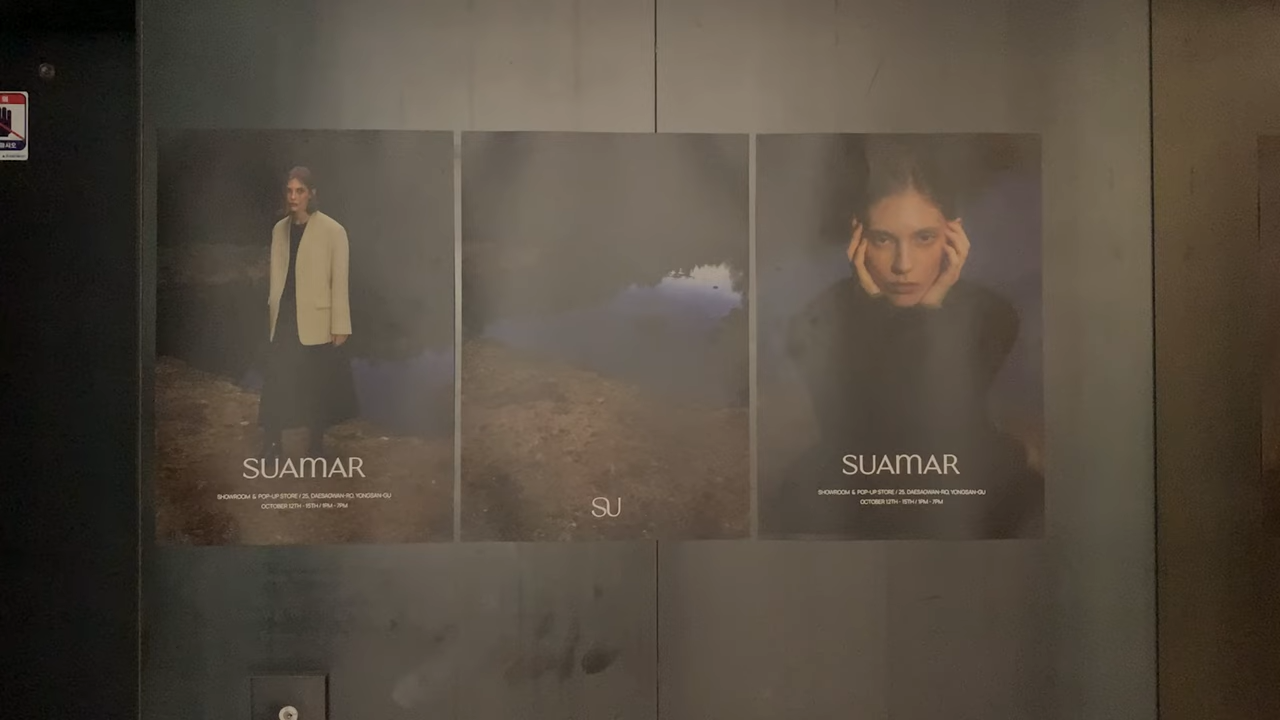 SUAMAR
SHOWROOM & POP-UP STORE / 25, DAESAGWAN-RO, YONGSAN-GU
OCTOBER 12TH - 15TH / 1PM - 7PM
SU
SUAMAR
SHOWROOM & POP-UP STORE / 25, DAESAGWAN-RO, YONGSAN-GU
OCTOBER 12TH - 15TH / 1PM - 7PM